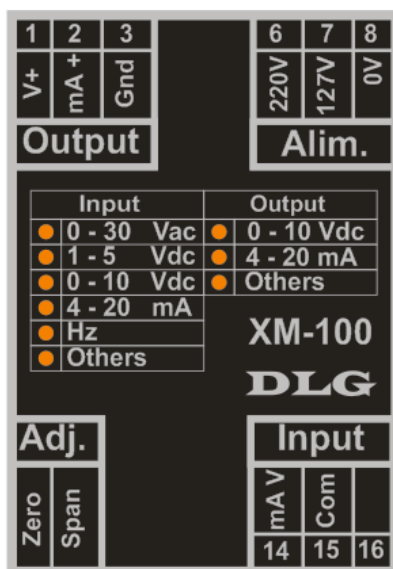 1 2 3 6 7 8
V+ mA + Gnd 220V 127V 0V
Output Alim.
Input Output
0 - 30 Vac 0 - 10 Vdc
1 - 5 Vdc 4 - 20 mA
0 - 10 Vdc Others
4 - 20 mA
Hz XM-100
Others
DLG
Adj. Input
Zero Span mA V Com
14 15 16